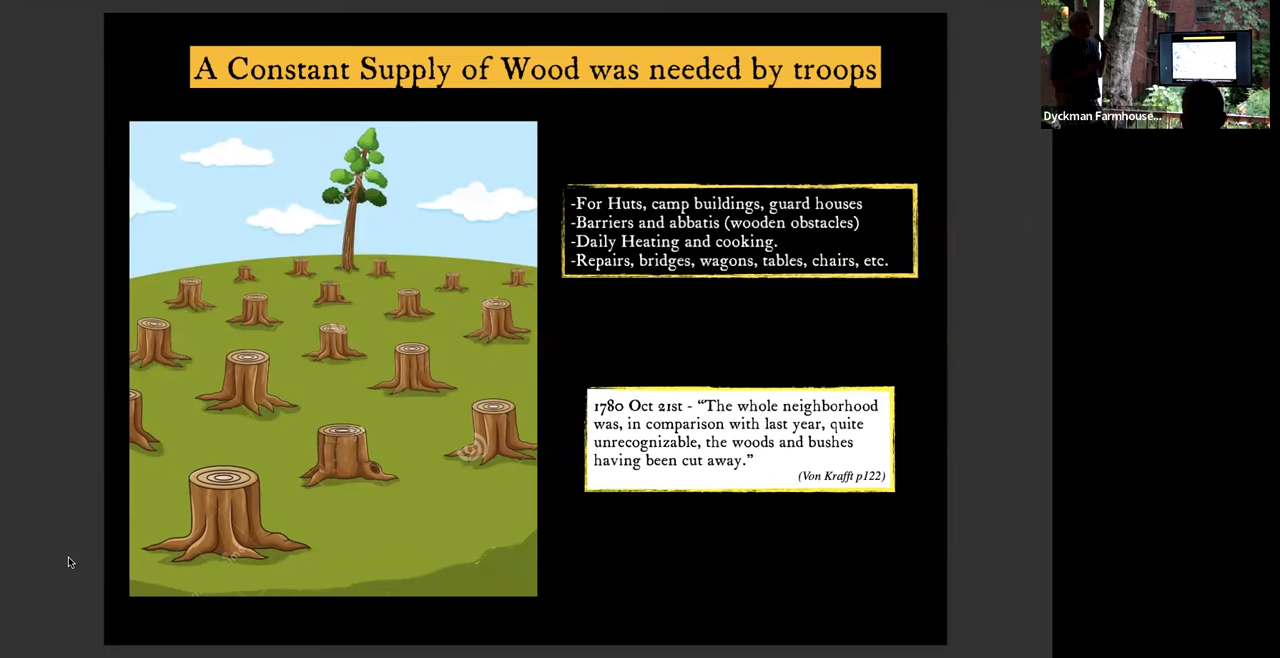 A Constant Supply of Wood was needed by troops
-For Huts, camp buildings, guard houses
-Barriers and abbatis (wooden obstacles)
-Daily Heating and cooking.
-Repairs, bridges, wagons, tables, chairs, etc.
1780 Oct 21st - “The whole neighborhood
was, in comparison with last year, quite
unrecognizable, the woods and bushes
having been cut away.”
(Von Krafft p122)
Dyckman Farmhouse...